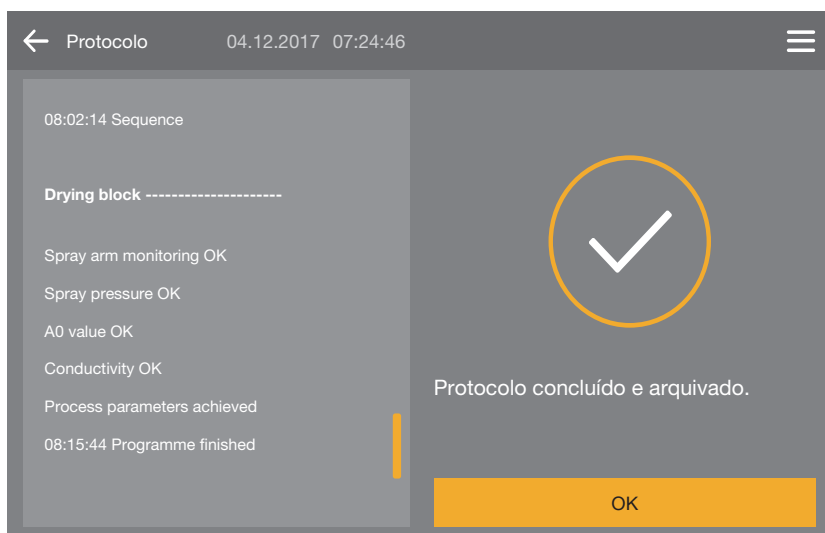 Protocolo 04.12.2017 07:24:46
08:02:14 Sequence
Drying block ---------------------
Spray arm monitoring OK
Spray pressure OK
A0 value OK
Conductivity OK
Process parameters achieved
08:15:44 Programme finished
Protocolo concluído e arquivado.
OK